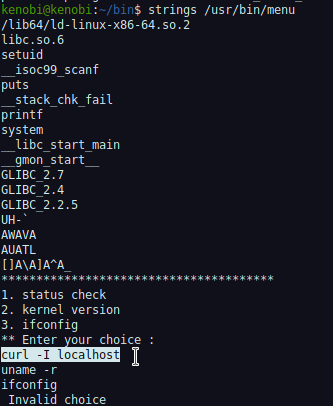 kenobi@kenobi:~/bin$ strings /usr/bin/menu
/lib64/ld-linux-x86-64.so.2
libc.so.6
setuid
__isoc99_scanf
puts
__stack_chk_fail
printf
system
__libc_start_main
__gmon_start__
GLIBC_2.7
GLIBC_2.4
GLIBC_2.2.5
UH-`
AWAVA
AUATL
[]A\A]A^A_
***************************************
1. status check
2. kernel version
3. ifconfig
** Enter your choice :
curl -I localhost
uname -r
ifconfig
 Invalid choice